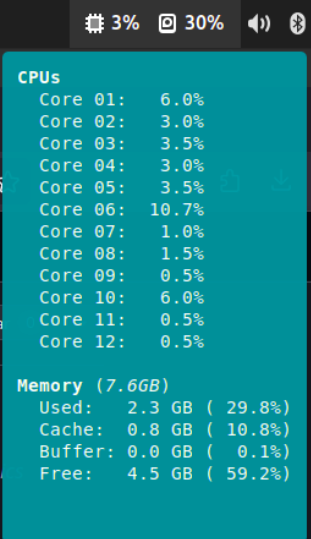 3% 30%
CPUs
Core 01: 6.0%
Core 02: 3.0%
Core 03: 3.5%
Core 04: 3.0%
Core 05: 3.5%
Core 06: 10.7%
Core 07: 1.0%
Core 08: 1.5%
Core 09: 0.5%
Core 10: 6.0%
Core 11: 0.5%
Core 12: 0.5%
Memory (7.6GB)
Used: 2.3 GB ( 29.8%)
Cache: 0.8 GB ( 10.8%)
Buffer: 0.0 GB ( 0.1%)
Free: 4.5 GB ( 59.2%)